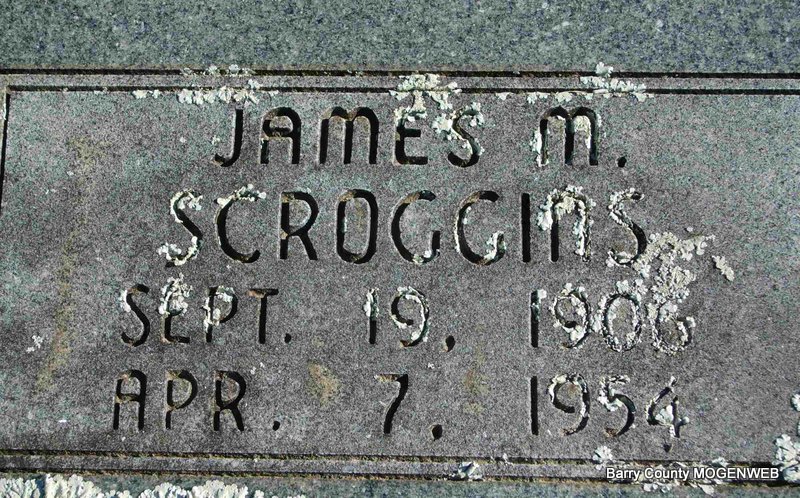 JAMES M.
SCROGGINS
SEPT. 19, 1906
APR. 7, 1954
Barry County MOGENWEB